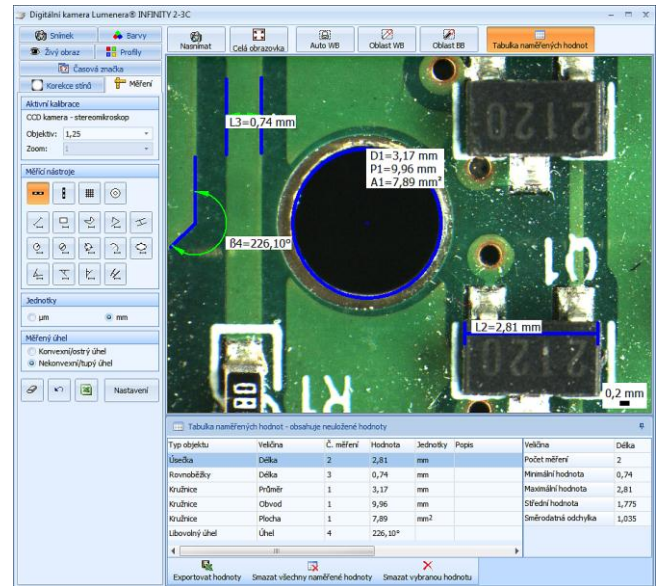 Digitální kamera Lumenera® INFINITY 2-3C
Snímek
Barvy
Živý obraz
Profily
Časová značka
Korekce stínů
Měření
Nasnímat
Celá obrazovka
Auto WB
Oblast WB
Oblast BB
Tabulka naměřených hodnot
Aktivní kalibrace
CCD kamera - stereomikroskop
Objektiv: 1,25
Zoom: 1
Měřící nástroje
Jednotky
µm
mm
Měřený úhel
Konvexní/ostrý úhel
Nekonvexní/tupý úhel
Nastavení
L3=0,74 mm
D1=3,17 mm
P1=9,96 mm
A1=7,89 mm²
ß4=226,10°
L2=2,81 mm
0,2 mm
2120
Q1
2120
R1
Tabulka naměřených hodnot - obsahuje neuložené hodnoty
Typ objektu Veličina Č. měření Hodnota Jednotky Popis
Úsečka Délka 2 2,81 mm
Rovnoběžky Délka 3 0,74 mm
Kružnice Průměr 1 3,17 mm
Kružnice Obvod 1 9,96 mm
Kružnice Plocha 1 7,89 mm2
Libovolný úhel Úhel 4 226,10°
Veličina Délka
Počet měření 2
Minimální hodnota 0,74
Maximální hodnota 2,81
Střední hodnota 1,775
Směrodatná odchylka 1,035
Exportovat hodnoty
Smazat všechny naměřené hodnoty
Smazat vybranou hodnotu